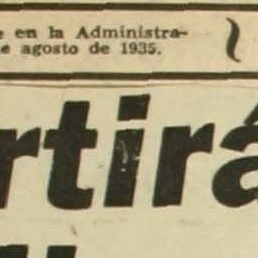 en la Administra-
e agosto de 1935.
rtirá